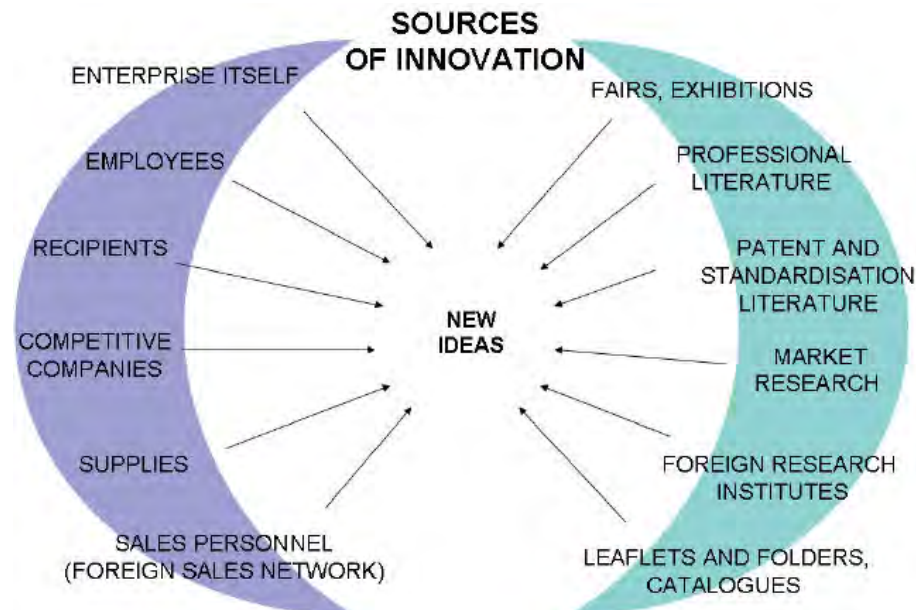 SOURCES
OF INNOVATION
ENTERPRISE ITSELF
EMPLOYEES
RECIPIENTS
COMPETITIVE
COMPANIES
SUPPLIES
SALES PERSONNEL
(FOREIGN SALES NETWORK)
NEW
IDEAS
FAIRS, EXHIBITIONS
PROFESSIONAL
LITERATURE
PATENT AND
STANDARDISATION
LITERATURE
MARKET
RESEARCH
FOREIGN RESEARCH
INSTITUTES
LEAFLETS AND FOLDERS,
CATALOGUES